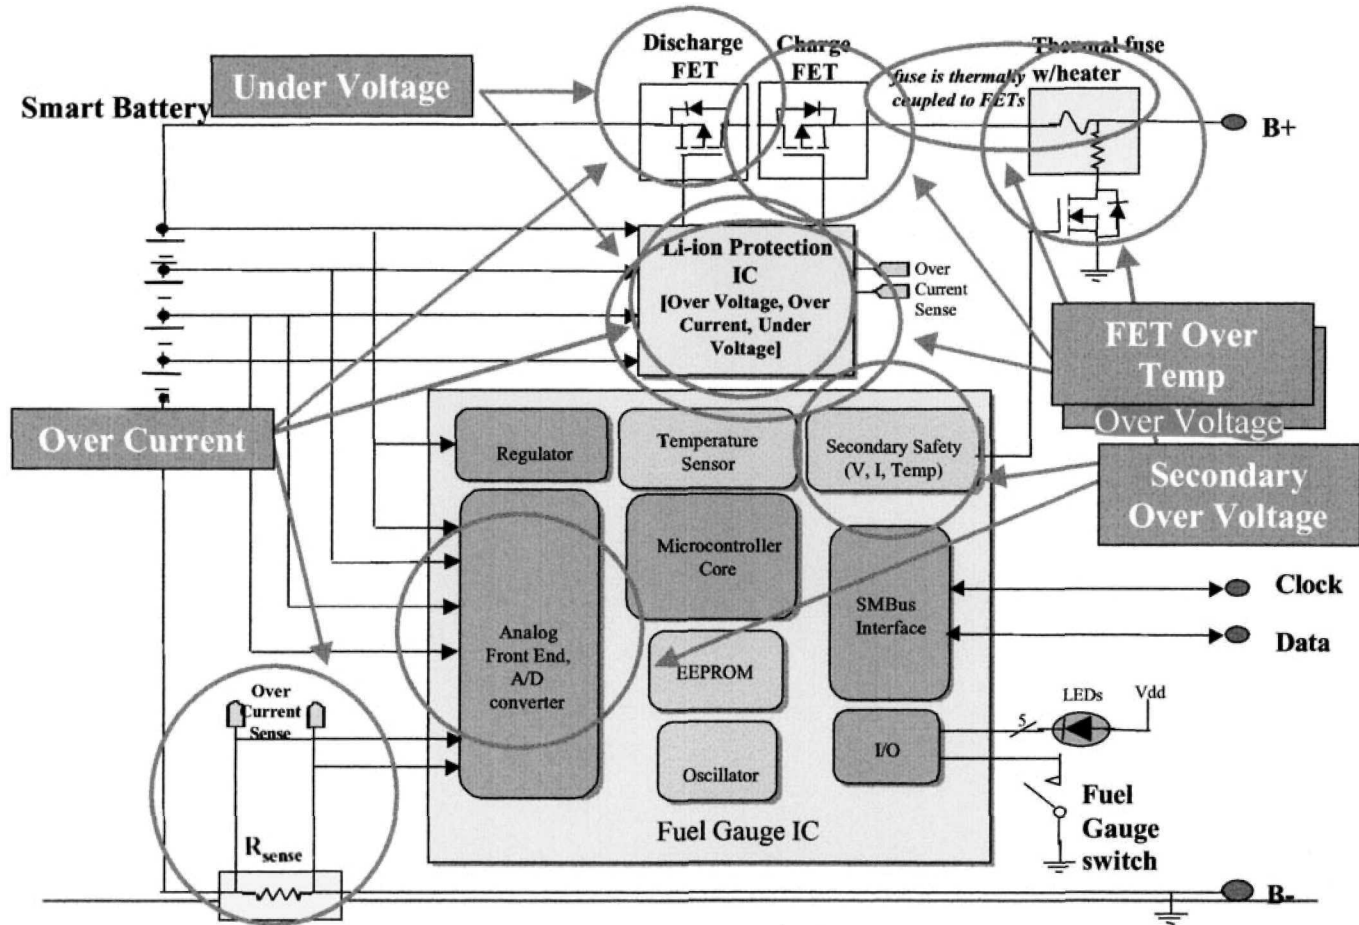 Discharge
FET
Charge
FET
Thermal fuse
w/heater
fuse is thermally
coupled to FETs
Under Voltage
Smart Battery
B+
Li-ion Protection
IC
[Over Voltage, Over
Current, Under
Voltage]
Over
Current
Sense
FET Over
Temp
Over Voltage
Secondary
Over Voltage
Over Current
Regulator
Temperature
Sensor
Secondary Safety
(V, I, Temp)
Microcontroller
Core
Analog
Front End,
A/D
converter
SMBus
Interface
EEPROM
Oscillator
I/O
Fuel Gauge IC
Clock
Data
LEDs
Vdd
5
Fuel
Gauge
switch
Over
Current
Sense
Rsense
B-